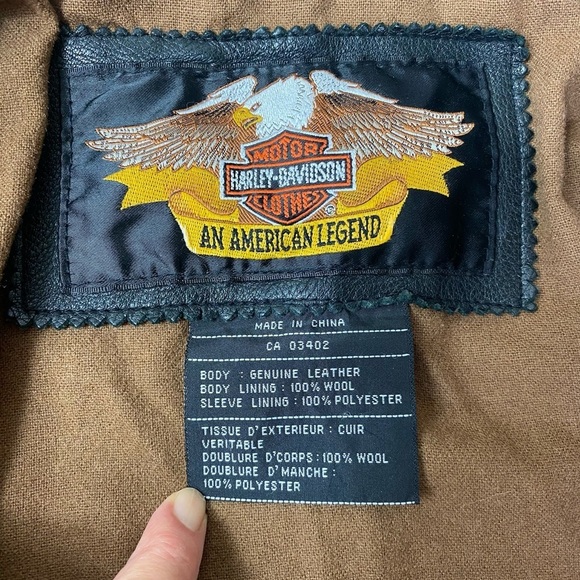 MOTOR
HARLEY-DAVIDSON
CLOTHES
®
AN AMERICAN LEGEND
MADE IN CHINA
CA 03402
BODY : GENUINE LEATHER
BODY LINING : 100% WOOL
SLEEVE LINING : 100% POLYESTER
TISSUE D'EXTERIEUR : CUIR
VERITABLE
DOUBLURE D'CORPS : 100% WOOL
DOUBLURE D'MANCHE :
100% POLYESTER